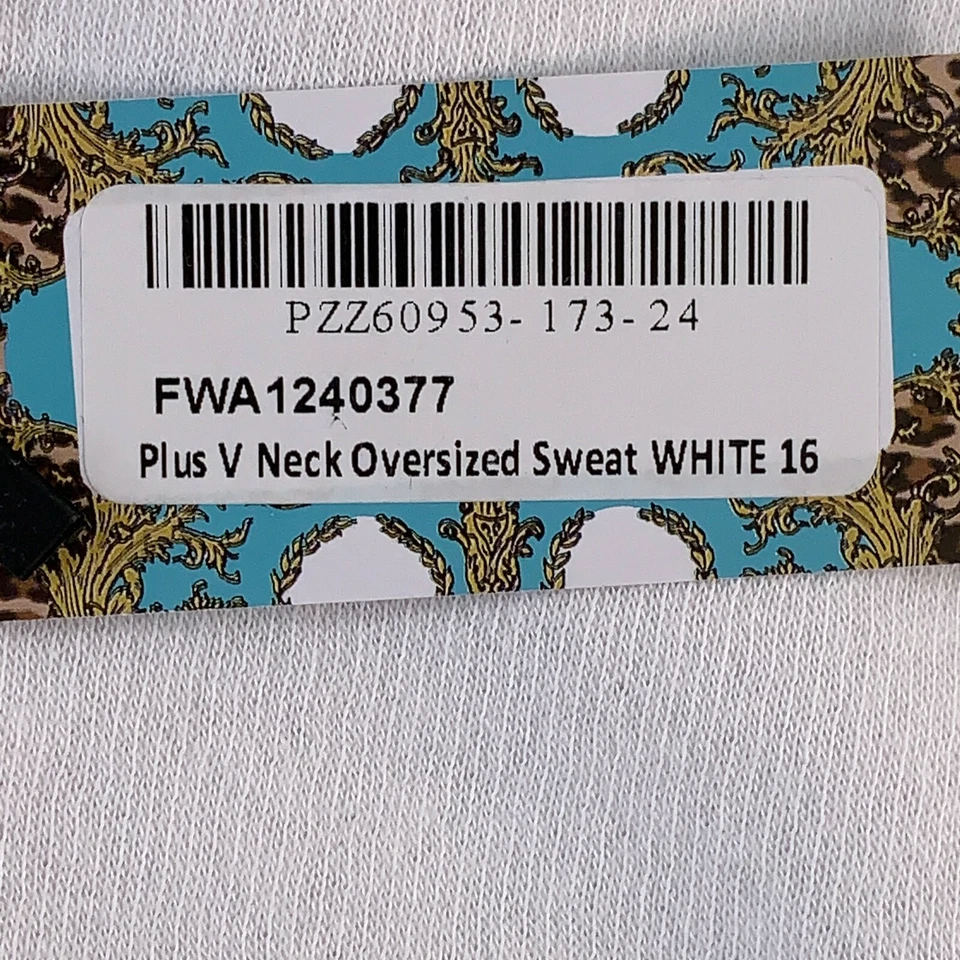 PZZ60953-173-24
FWA1240377
Plus V Neck Oversized Sweat WHITE 16